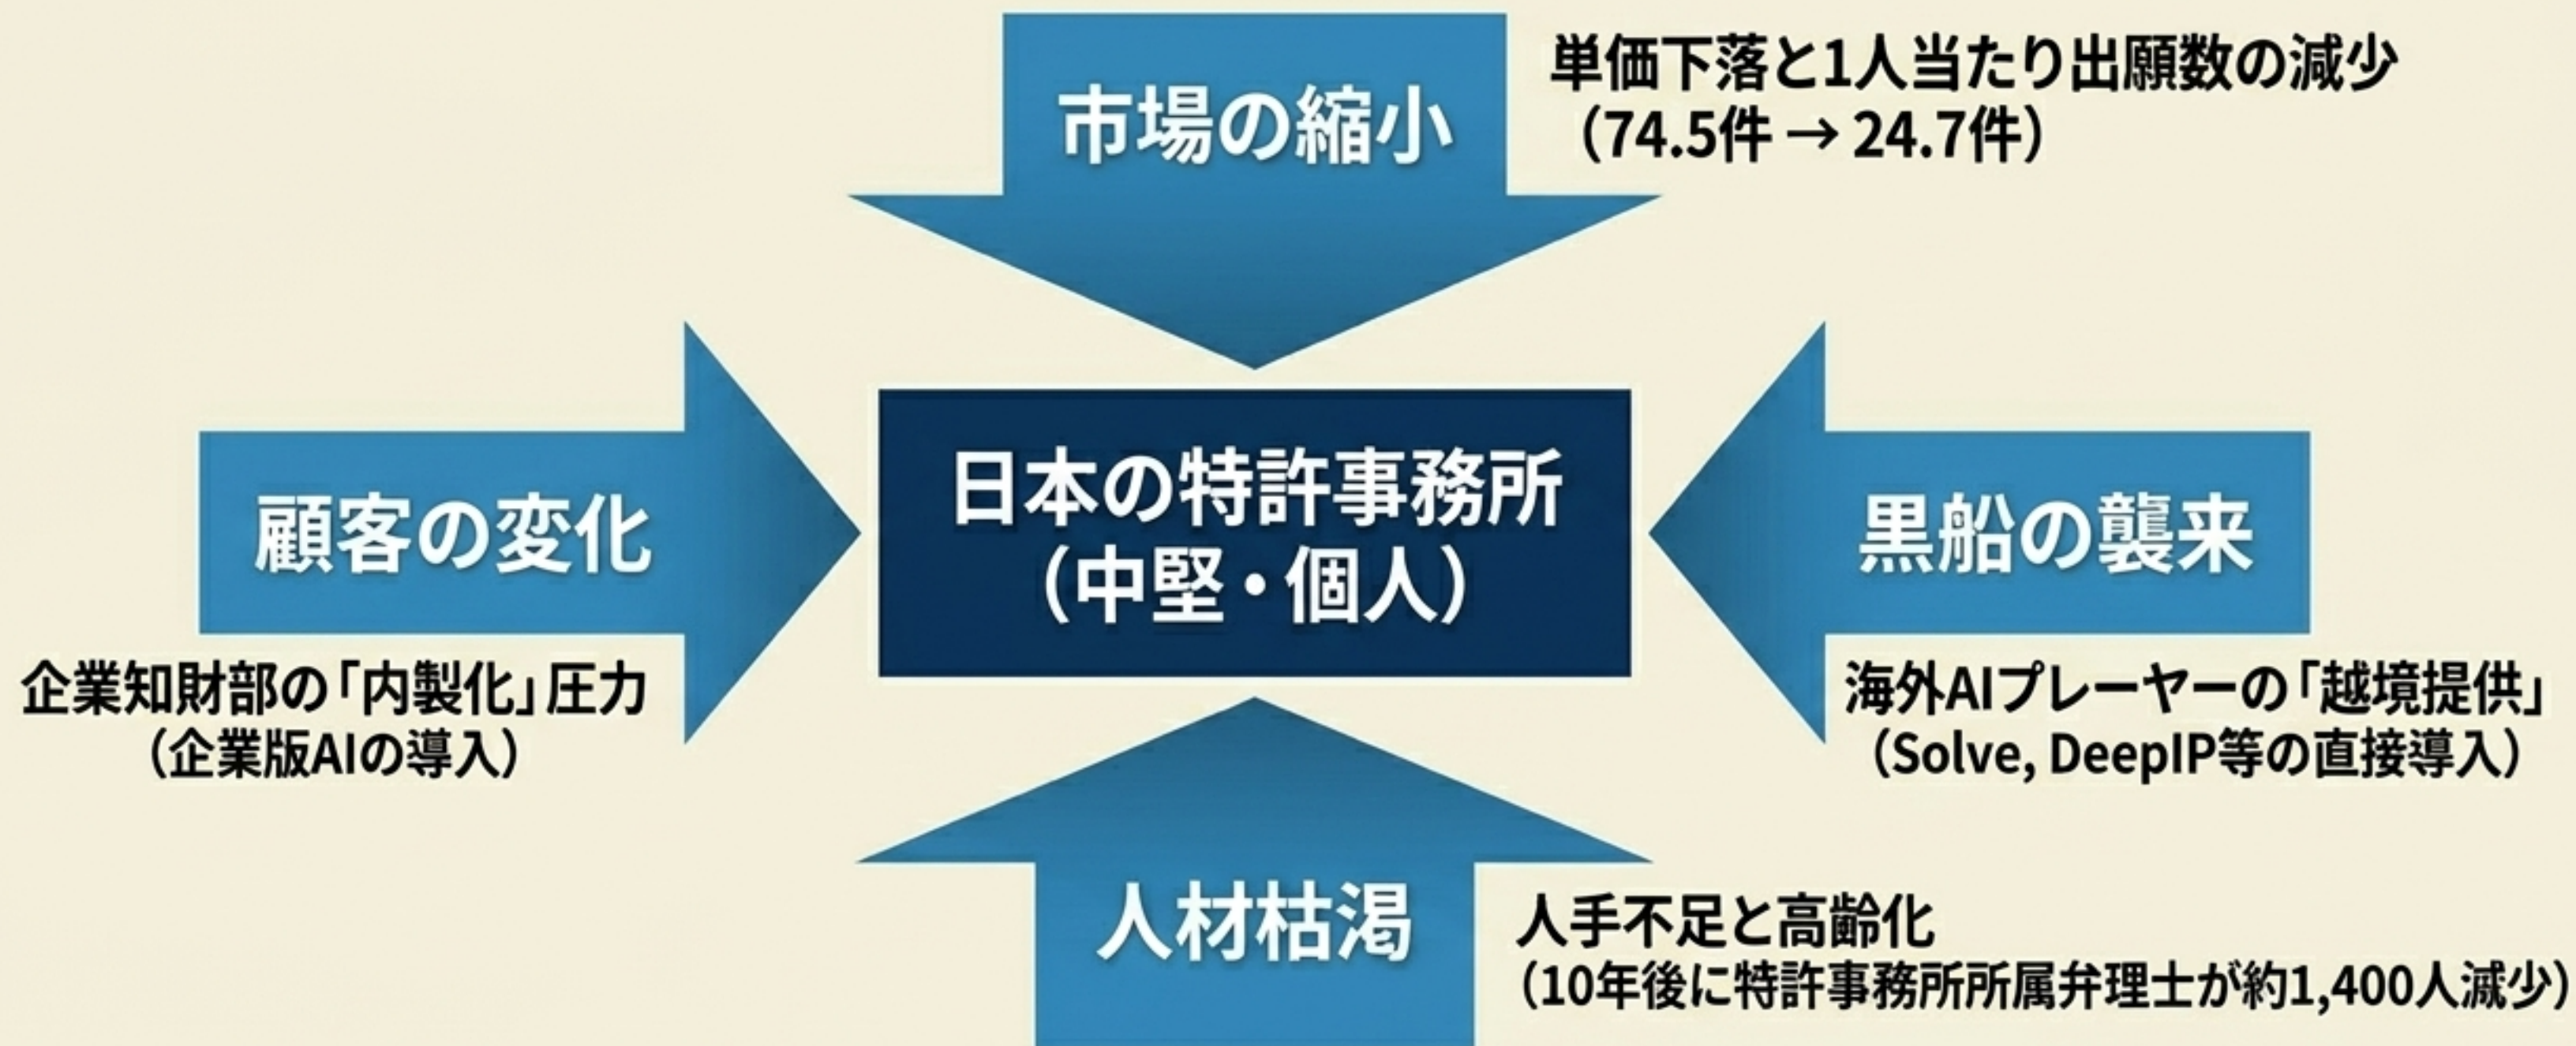 市場の縮小
単価下落と1人当たり出願数の減少
（74.5件 → 24.7件）
顧客の変化
企業知財部の「内製化」圧力
（企業版AIの導入）
日本の特許事務所
（中堅・個人）
黒船の襲来
海外AIプレーヤーの「越境提供」
（Solve, DeepIP等の直接導入）
人材枯渇
人手不足と高齢化
（10年後に特許事務所所属弁理士が約1,400人減少）